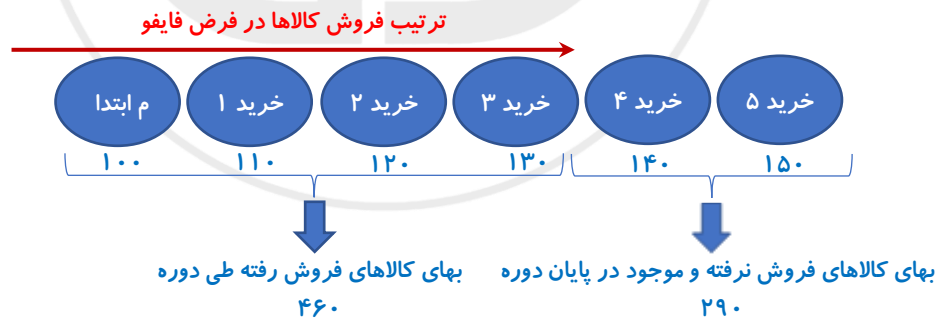 ترتیب فروش کالاها در فرض فایفو
م ابتدا
خرید ۱
خرید ۲
خرید ۳
خرید ۴
خرید ۵
۱۰۰
۱۱۰
۱۲۰
۱۳۰
۱۴۰
۱۵۰
بهای کالاهای فروش رفته طی دوره
۴۶۰
بهای کالاهای فروش نرفته و موجود در پایان دوره
۲۹۰